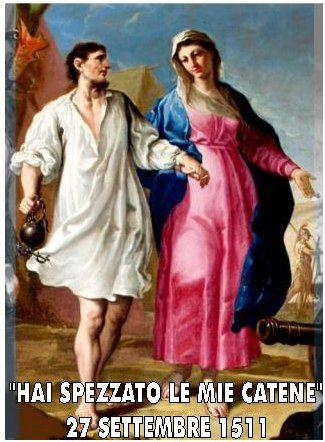 "HAI SPEZZATO LE MIE CATENE"
27 SETTEMBRE 1511